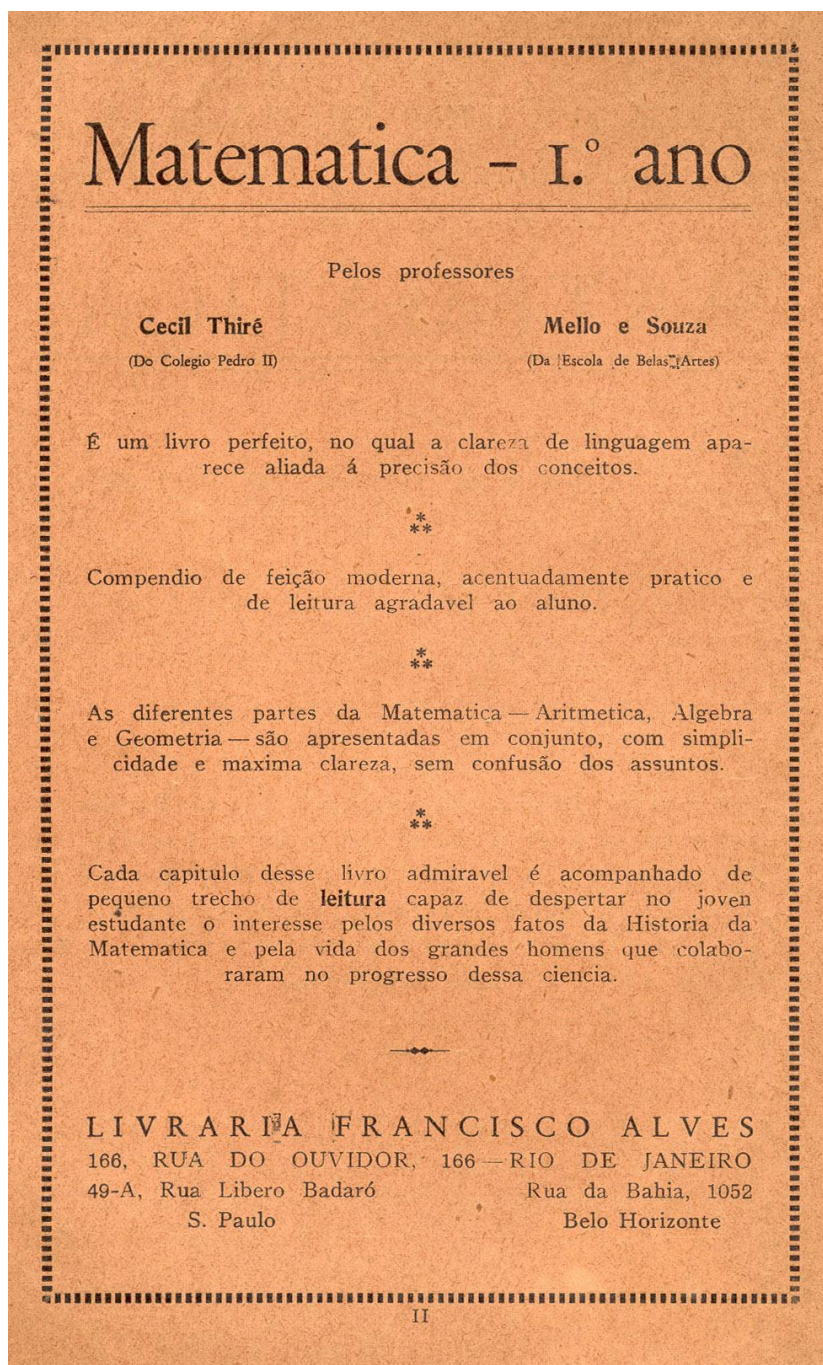 Matematica - 1.º ano
Pelos professores
Cecil Thiré Mello e Souza
(Do Colegio Pedro II) (Da Escola de Belas Artes)
É um livro perfeito, no qual a clareza de linguagem apa-
rece aliada á precisão dos conceitos.
*
**
Compendio de feição moderna, acentuadamente pratico e
de leitura agradavel ao aluno.
*
**
As diferentes partes da Matematica — Aritmetica, Algebra
e Geometria — são apresentadas em conjunto, com simpli-
cidade e maxima clareza, sem confusão dos assuntos.
*
**
Cada capitulo desse livro admiravel é acompanhado de
pequeno trecho de leitura capaz de despertar no joven
estudante o interesse pelos diversos fatos da Historia da
Matematica e pela vida dos grandes homens que colabo-
raram no progresso dessa ciencia.
LIVRARIA FRANCISCO ALVES
166, RUA DO OUVIDOR, 166 — RIO DE JANEIRO
49-A, Rua Libero Badaró Rua da Bahia, 1052
S. Paulo Belo Horizonte
II